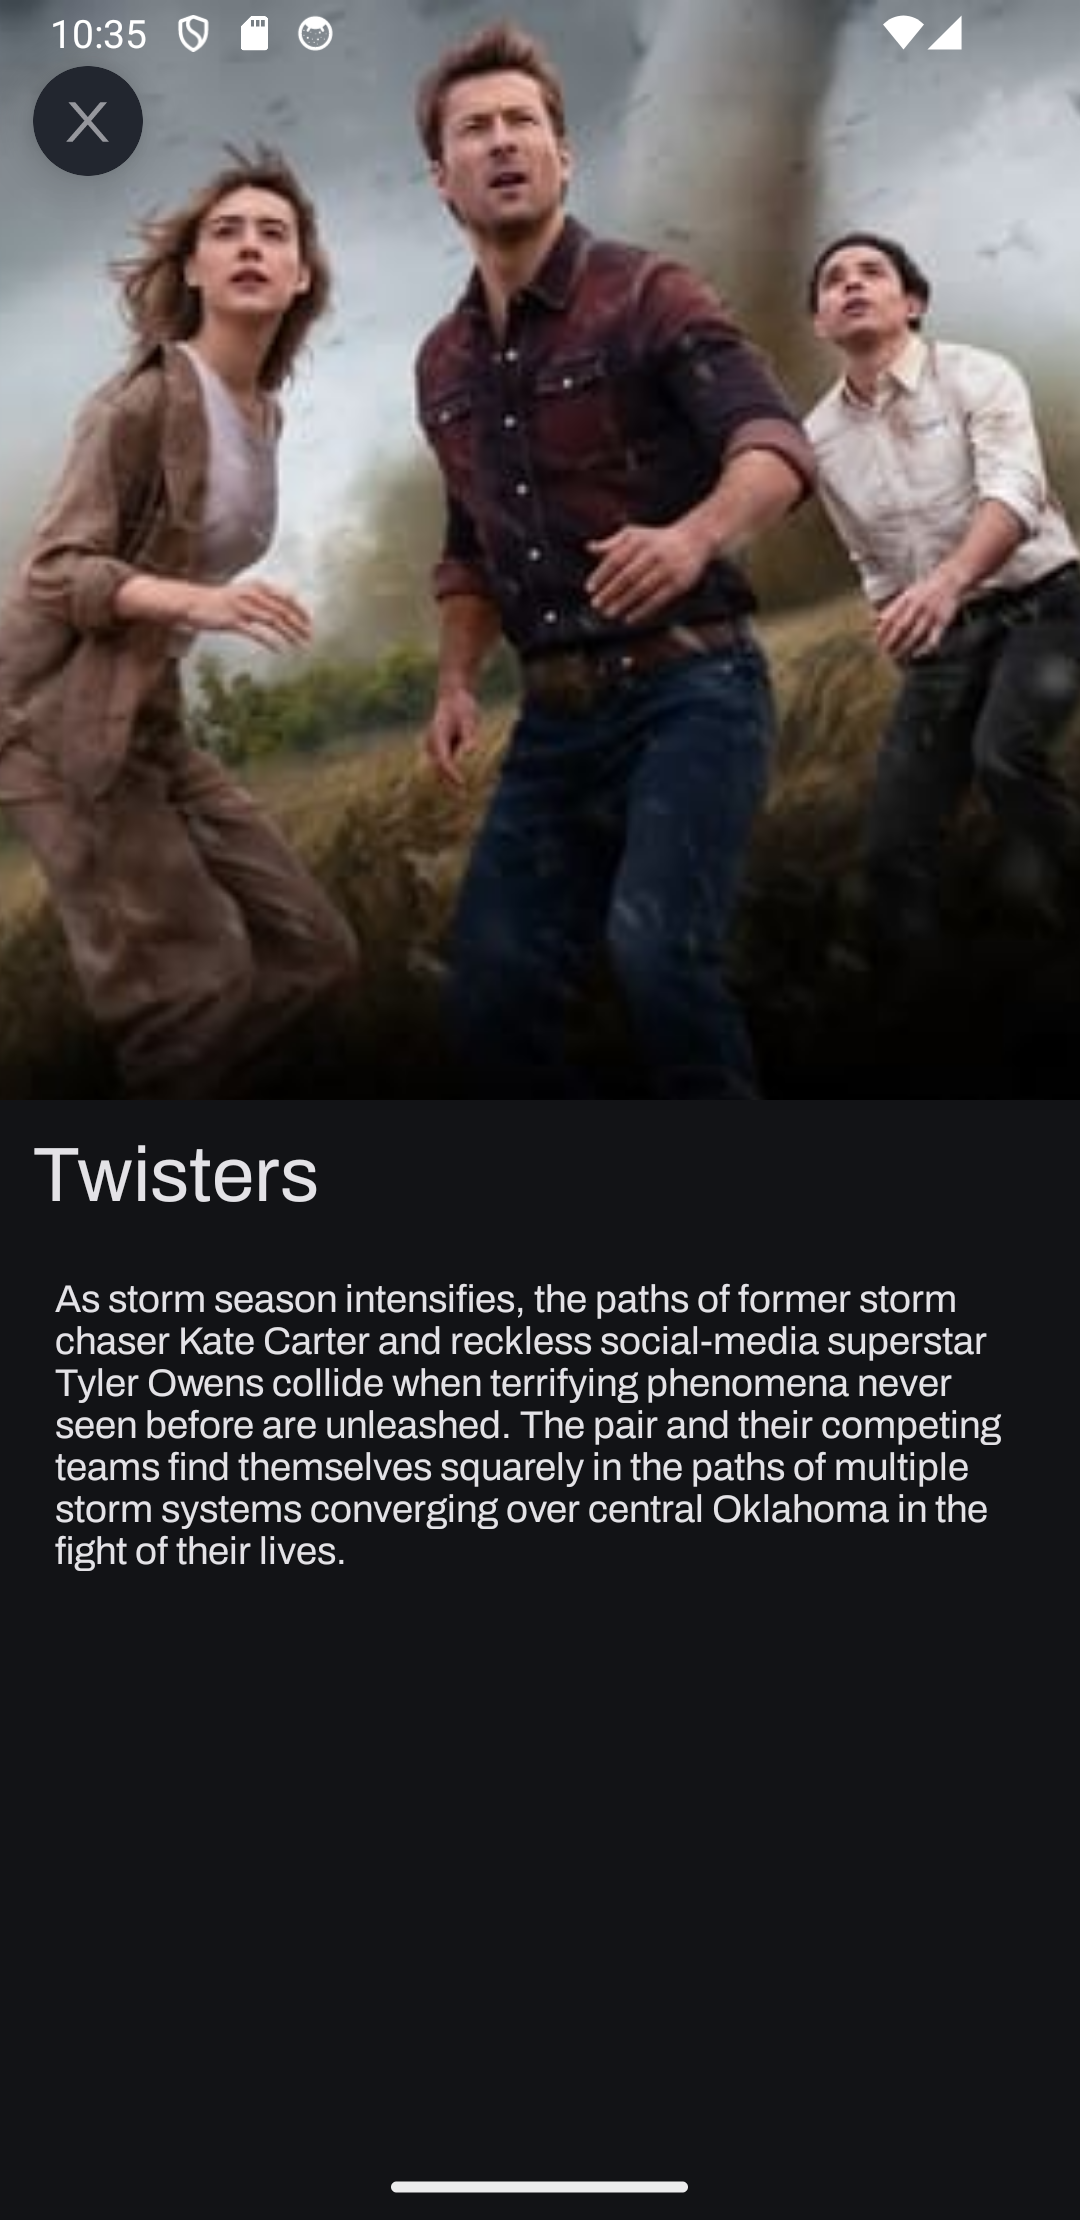 10:35
Twisters
As storm season intensifies, the paths of former storm
chaser Kate Carter and reckless social-media superstar
Tyler Owens collide when terrifying phenomena never
seen before are unleashed. The pair and their competing
teams find themselves squarely in the paths of multiple
storm systems converging over central Oklahoma in the
fight of their lives.